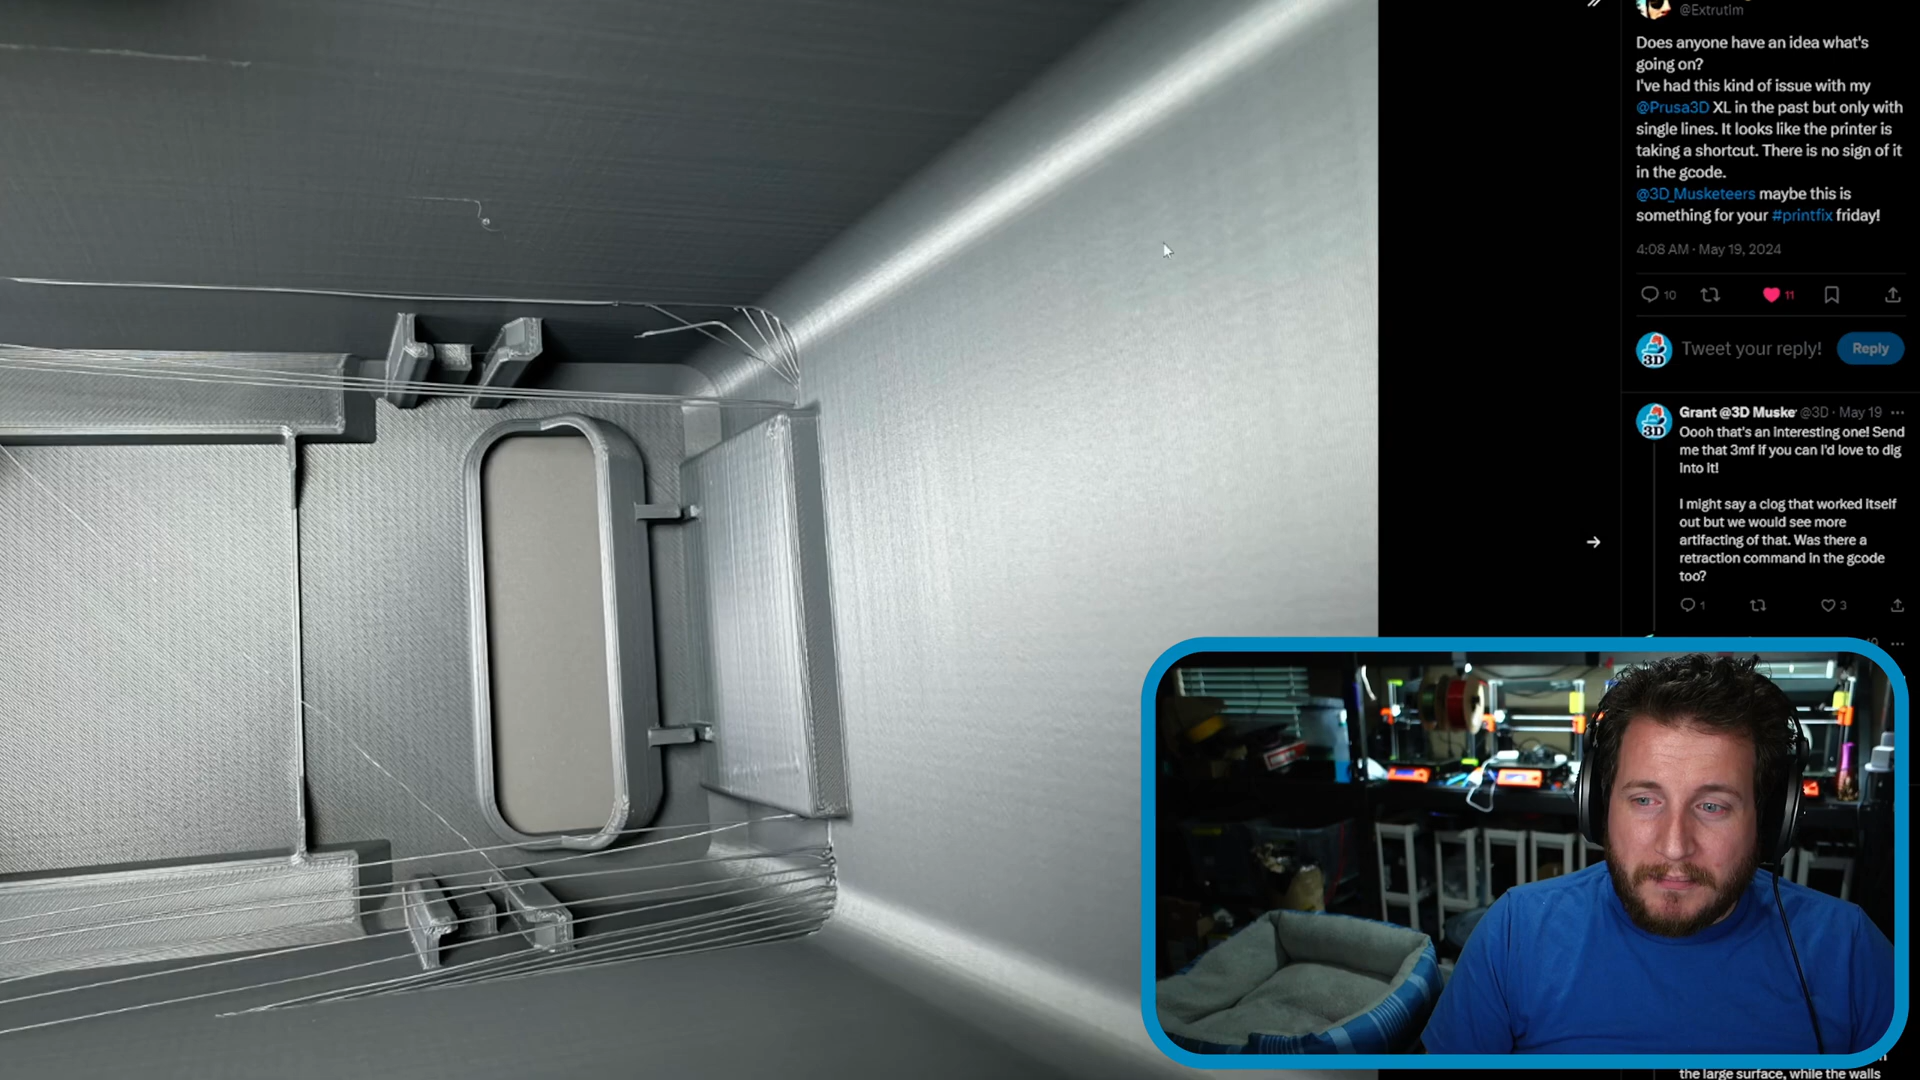 @ExtrutIm
Does anyone have an idea what's
going on?
I've had this kind of issue with my
@Prusa3D XL in the past but only with
single lines. It looks like the printer is
taking a shortcut. There is no sign of it
in the gcode.
@3D_Musketeers maybe this is
something for your #printfix friday!
4:08 AM · May 19, 2024
10
11
3D
Tweet your reply!
Reply
3D
Grant @3D Muske @3D · May 19
Oooh that's an interesting one! Send
me that 3mf if you can I'd love to dig
into it!
I might say a clog that worked itself
out but we would see more
artifacting of that. Was there a
retraction command in the gcode
too?
1
3
the large surface, while the walls